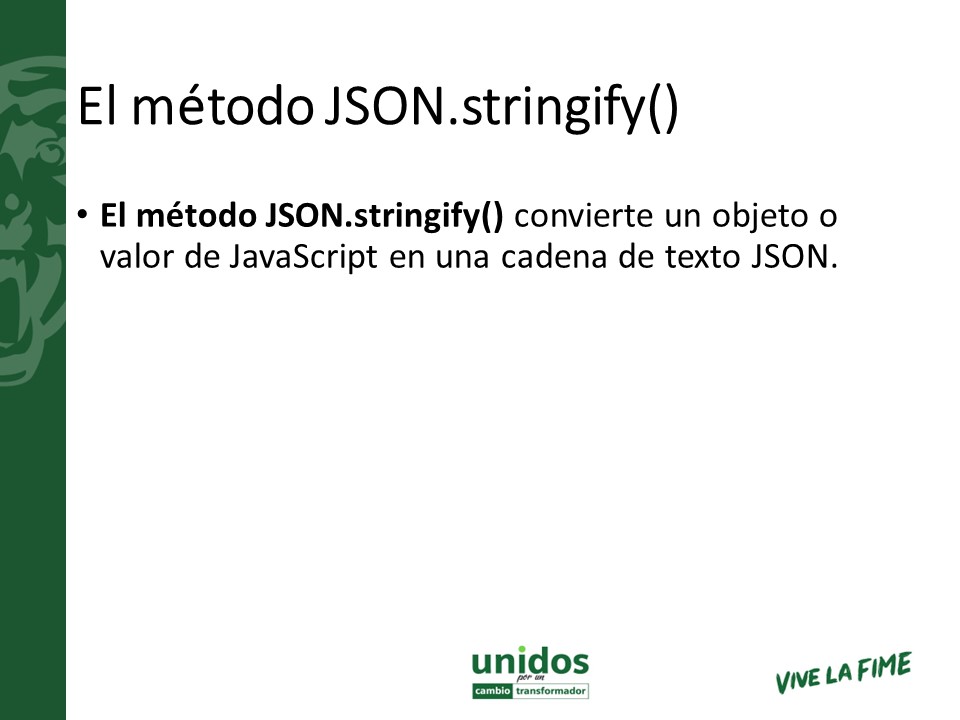 El método JSON.stringify()
• El método JSON.stringify() convierte un objeto o
valor de JavaScript en una cadena de texto JSON.
unidos
por un
cambio transformador
VIVE LA FIME